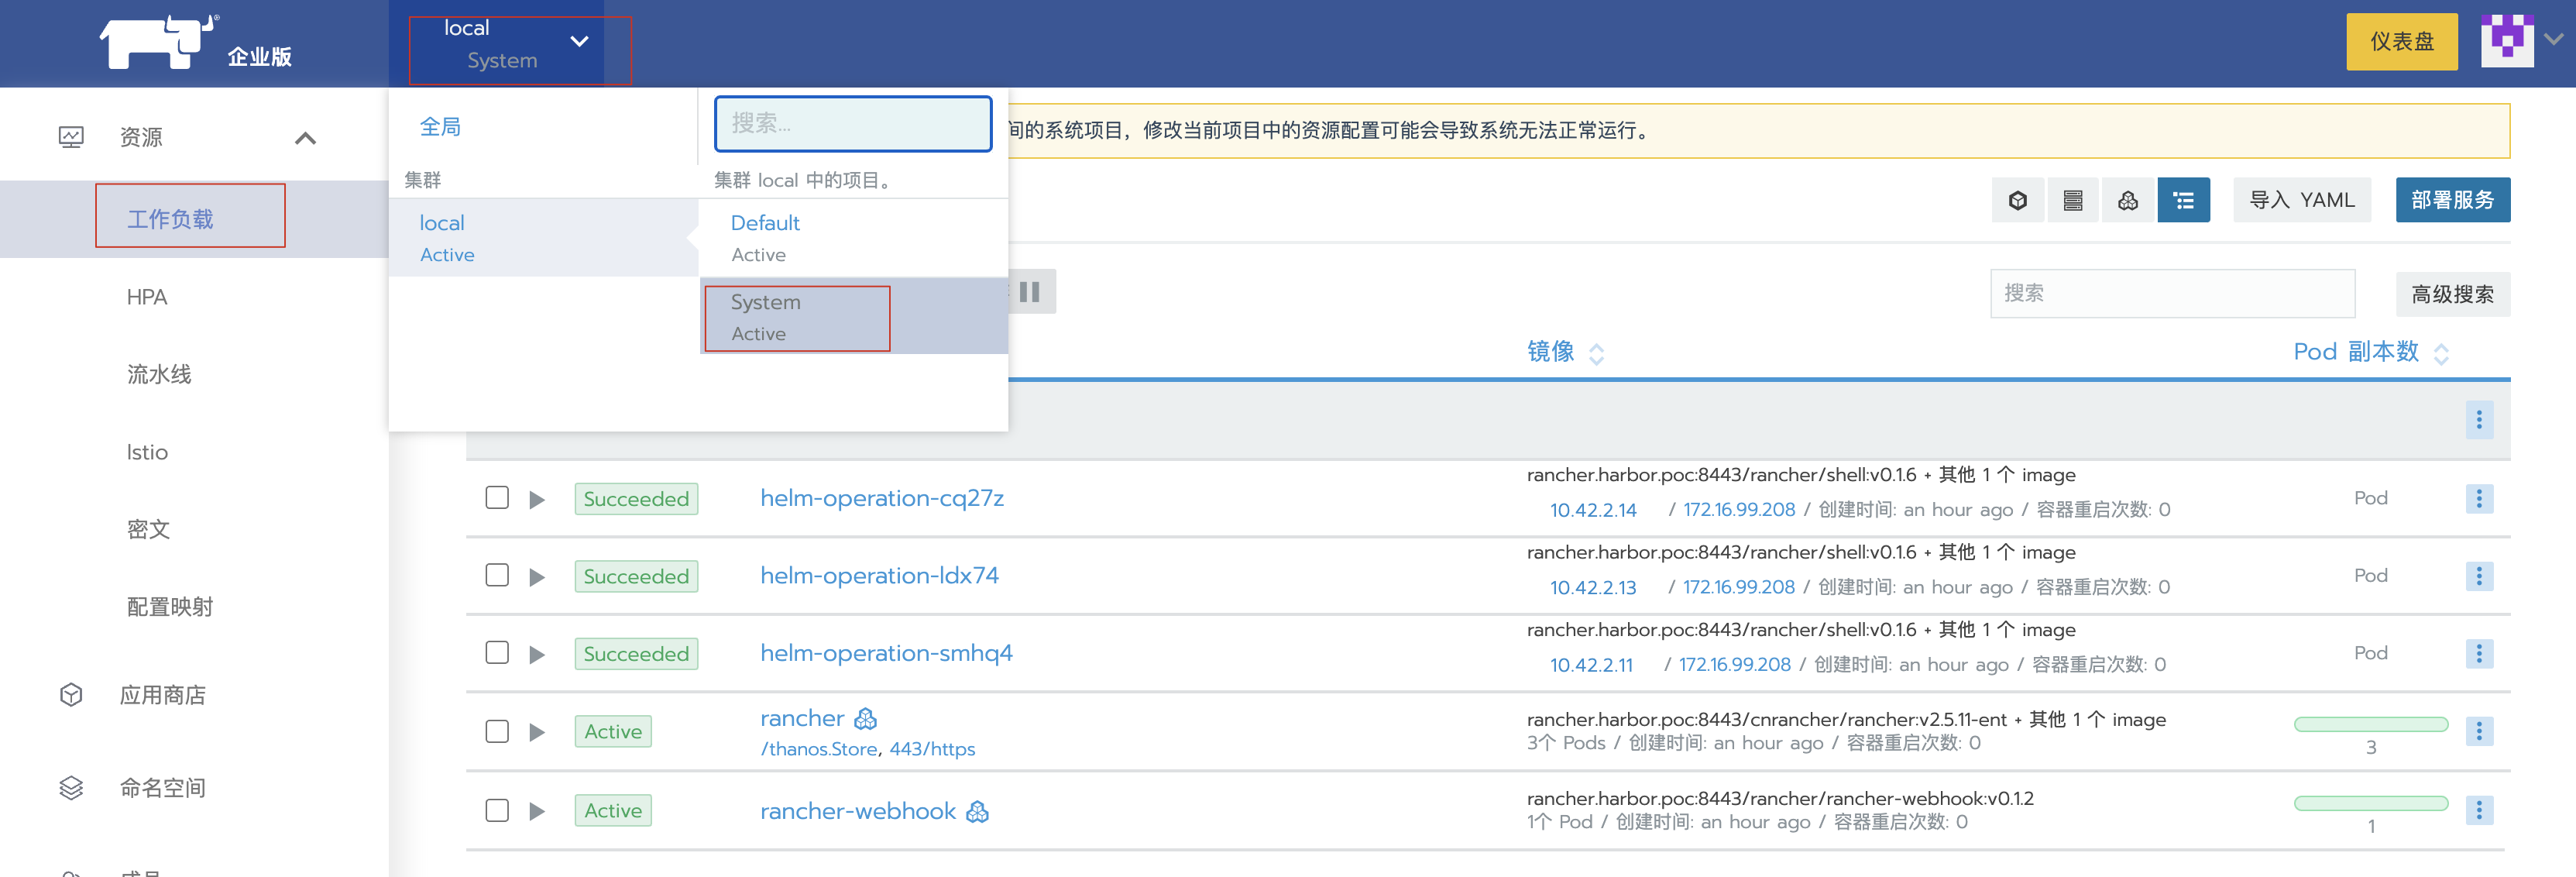 企业版
local
System
仪表盘
资源
工作负载
HPA
流水线
Istio
密文
配置映射
应用商店
命名空间
全局
搜索...
集群
集群 local 中的项目。
local
Active
Default
Active
System
Active
间的系统项目，修改当前项目中的资源配置可能会导致系统无法正常运行。
导入 YAML
部署服务
搜索
高级搜索
镜像
Pod 副本数
Succeeded
helm-operation-cq27z
rancher.harbor.poc:8443/rancher/shell:v0.1.6 + 其他 1 个 image
10.42.2.14 / 172.16.99.208 / 创建时间: an hour ago / 容器重启次数: 0
Pod
Succeeded
helm-operation-ldx74
rancher.harbor.poc:8443/rancher/shell:v0.1.6 + 其他 1 个 image
10.42.2.13 / 172.16.99.208 / 创建时间: an hour ago / 容器重启次数: 0
Pod
Succeeded
helm-operation-smhq4
rancher.harbor.poc:8443/rancher/shell:v0.1.6 + 其他 1 个 image
10.42.2.11 / 172.16.99.208 / 创建时间: an hour ago / 容器重启次数: 0
Pod
Active
rancher
/thanos.Store, 443/https
rancher.harbor.poc:8443/cnrancher/rancher:v2.5.11-ent + 其他 1 个 image
3个 Pods / 创建时间: an hour ago / 容器重启次数: 0
3
Active
rancher-webhook
rancher.harbor.poc:8443/rancher/rancher-webhook:v0.1.2
1个 Pod / 创建时间: an hour ago / 容器重启次数: 0
1